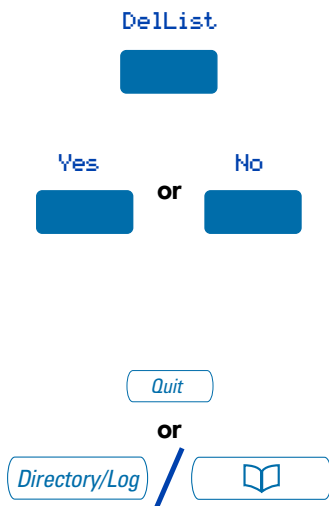 DelList
Yes or No
Quit
or
Directory/Log /